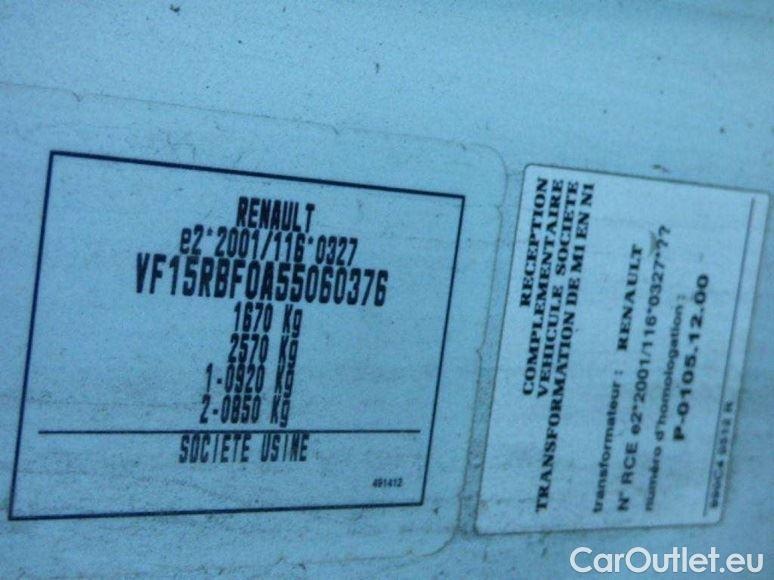 RENAULT
e2*2001/116*0327
VF15RBF0A55060376
1670 Kg
2570 Kg
1-0920 Kg
2-0850 Kg
SOCIETE USINE
491412
RECEPTION
COMPLEMENTAIRE
VEHICULE SOCIETE
TRANSFORMATION DE MI EN NI
transformateur : RENAULT
N° RCE e2*2001/116*0327*??
numéro d'homologation :
P-0105.12.00
CarOutlet.eu